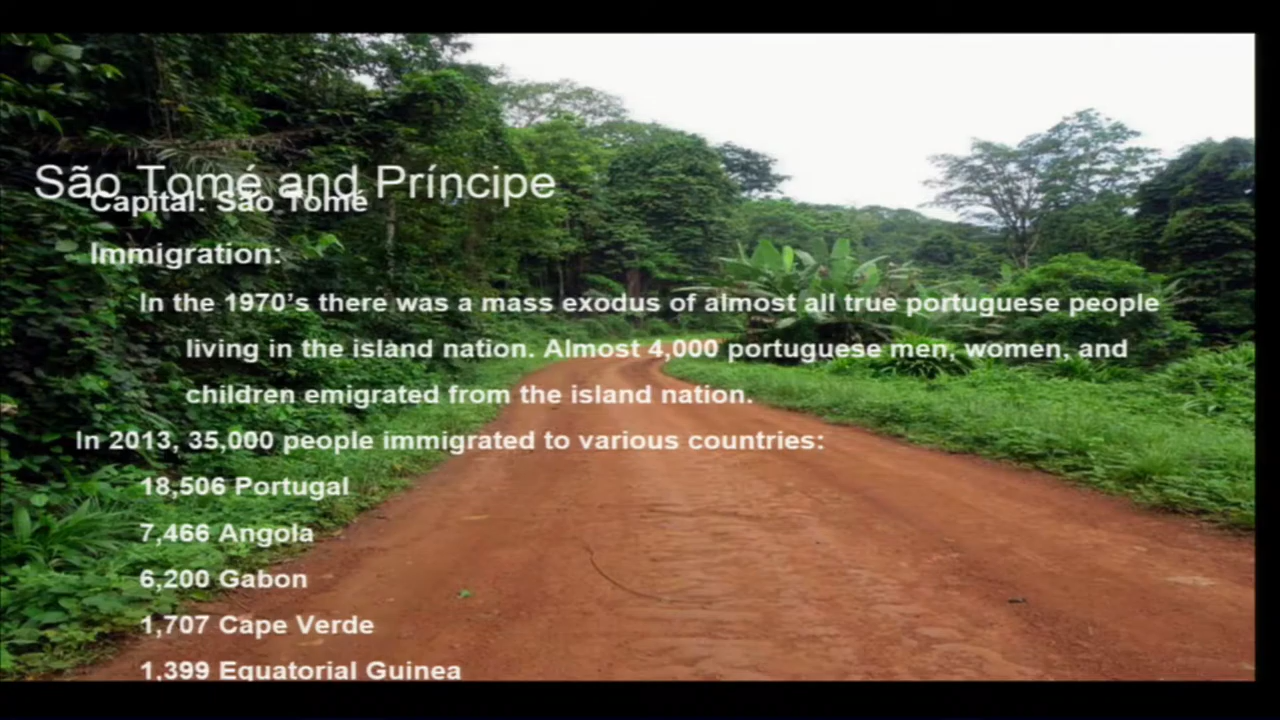 São Tomé and Príncipe
Capital: São Tomé
Immigration:
In the 1970’s there was a mass exodus of almost all true portuguese people
living in the island nation. Almost 4,000 portuguese men, women, and
children emigrated from the island nation.
In 2013, 35,000 people immigrated to various countries:
18,506 Portugal
7,466 Angola
6,200 Gabon
1,707 Cape Verde
1,399 Equatorial Guinea